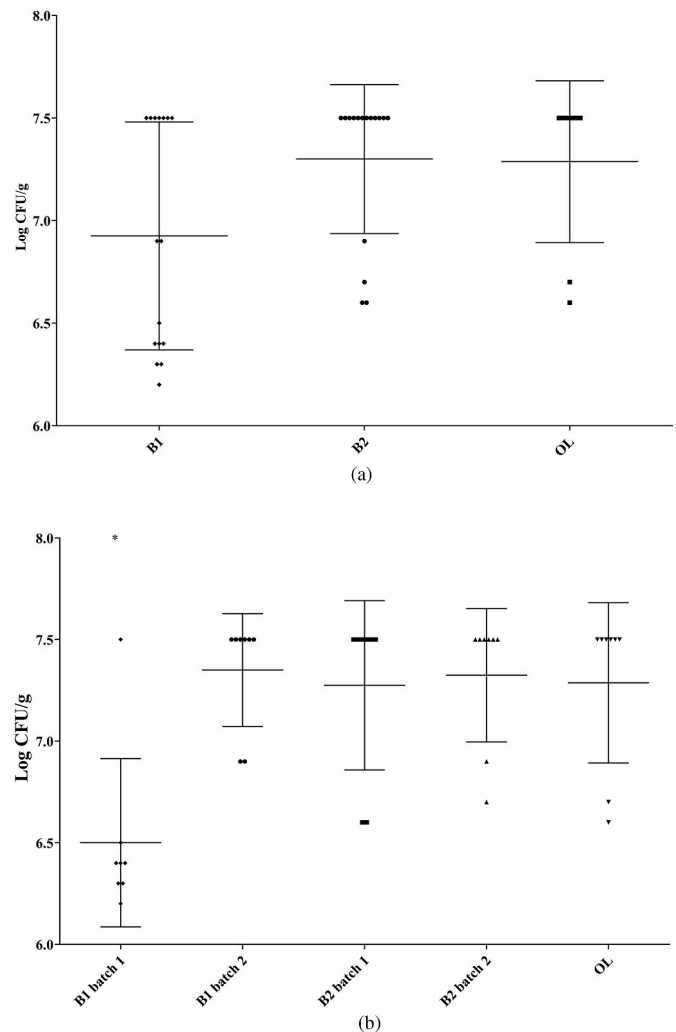 8.0
7.5
7.0
6.5
6.0
Log CFU/g
B1
B2
OL
(a)
8.0
7.5
7.0
6.5
6.0
Log CFU/g
*
B1 batch 1
B1 batch 2
B2 batch 1
B2 batch 2
OL
(b)